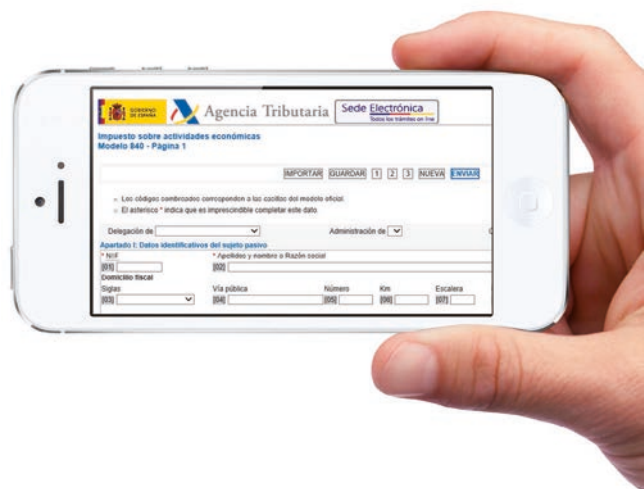 GOBIERNO
DE ESPAÑA
Agencia Tributaria
Sede Electrónica
Todos los trámites on line
Impuesto sobre actividades económicas
Modelo 840 - Página 1
IMPORTAR GUARDAR 1 2 3 NUEVA ENVIAR
Los códigos sombreados corresponden a las casillas del modelo oficial.
El asterisco * indica que es imprescindible completar este dato
Delegación de Administración de
Apartado I: Datos identificativos del sujeto pasivo
* NIF * Apellidos y nombre o Razón social
[01] [02]
Domicilio fiscal
Siglas Vía pública Número Km Escalera
[03] [04] [05] [06] [07]